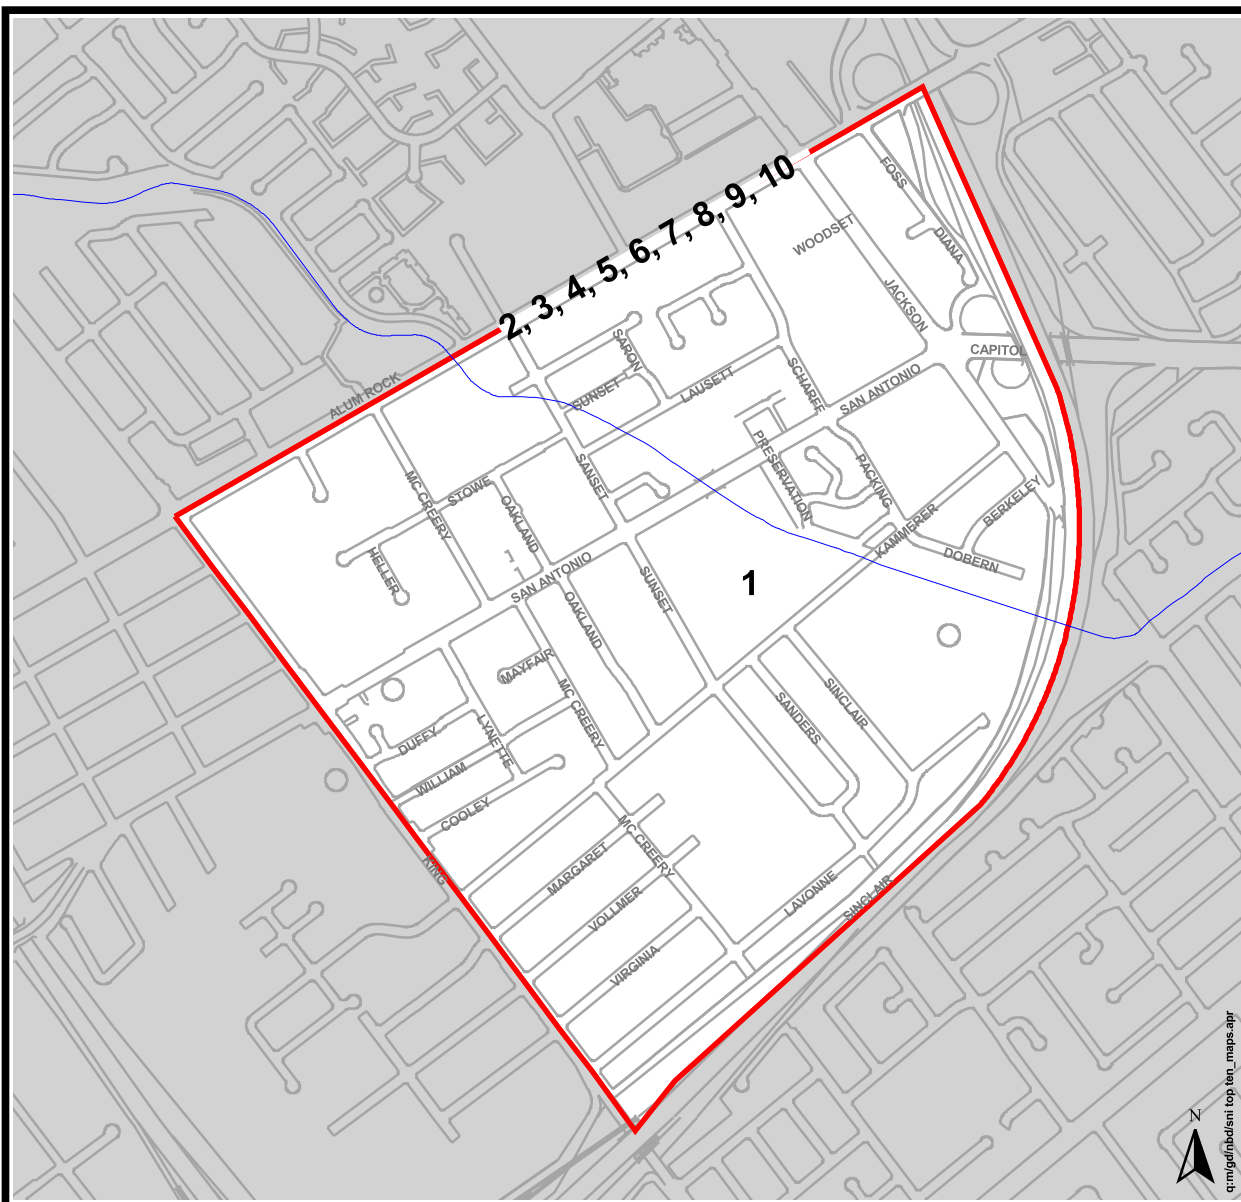 FOSS
DIANA
WOODSET
JACKSON
CAPITOL
2, 3, 4, 5, 6, 7, 8, 9, 10
ALUM ROCK
SARON
SUNSET
LAUSETT
SCHARFF
SAN ANTONIO
MC CREERY
STOWE
OAKLAND
SANSET
PRESERVATION
PACKING
KAMMERER
BERKELEY
DOBERN
HELLER
SAN ANTONIO
OAKLAND
SUNSET
1
MAYFAIR
MC CREERY
LYNETTE
DUFFY
WILLIAM
COOLEY
SANDERS
SINCLAIR
KING
MARGARET
MC CREERY
VOLLMER
VIRGINIA
LAVONNE
SINCLAIR
N
q:m/gd/nbd/sni top ten_maps.apr